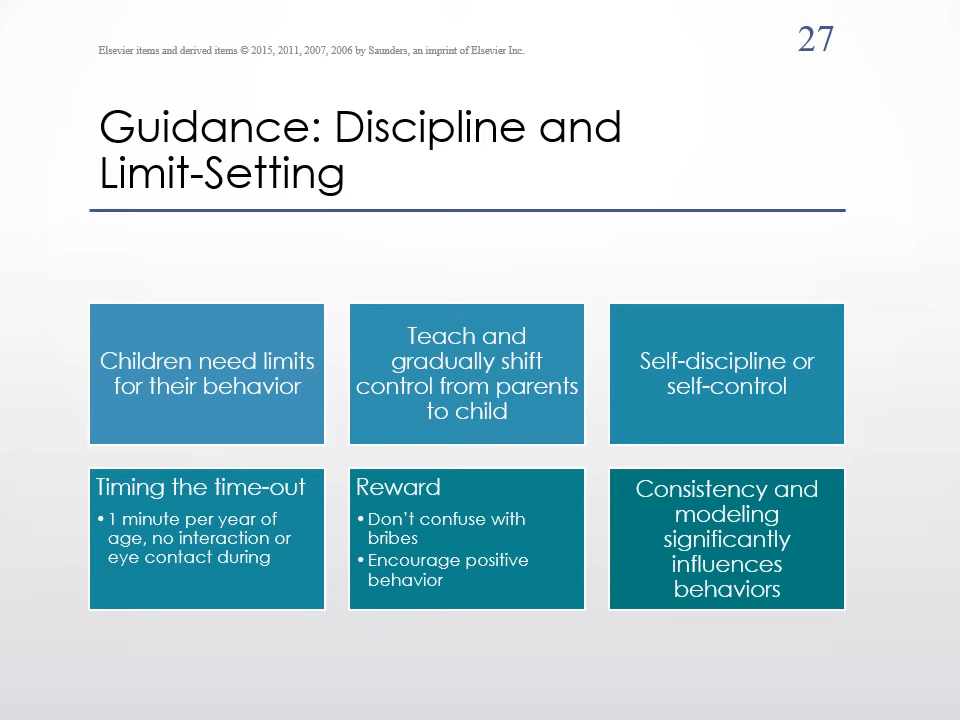 Elsevier items and derived items © 2015, 2011, 2007, 2006 by Saunders, an imprint of Elsevier Inc.
27
Guidance: Discipline and
Limit-Setting
Children need limits
for their behavior
Teach and
gradually shift
control from parents
to child
Self-discipline or
self-control
Timing the time-out
• 1 minute per year of
age, no interaction or
eye contact during
Reward
• Don’t confuse with
bribes
• Encourage positive
behavior
Consistency and
modeling
significantly
influences
behaviors